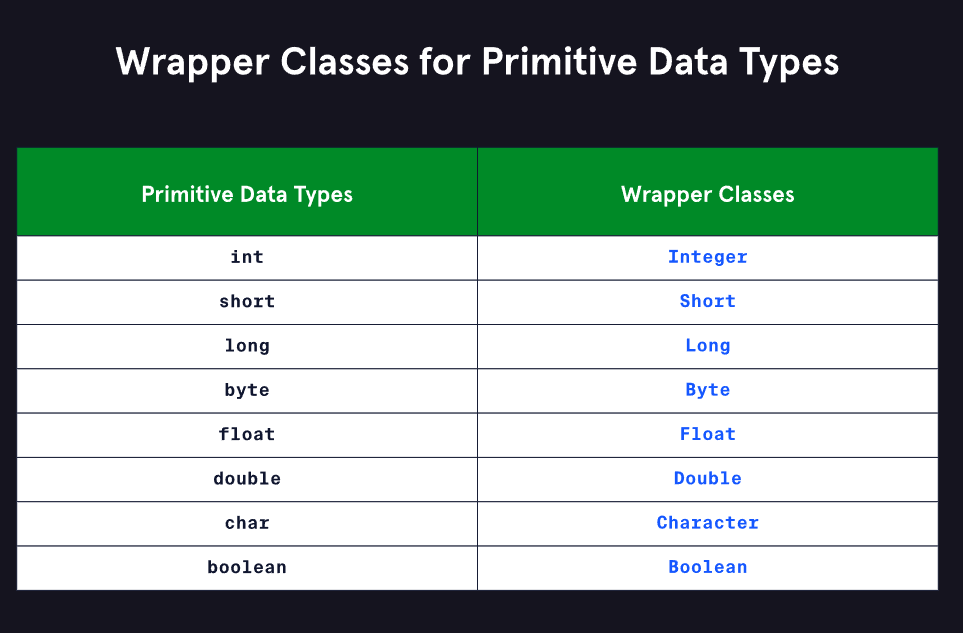 Wrapper Classes for Primitive Data Types
Primitive Data Types Wrapper Classes
int Integer
short Short
long Long
byte Byte
float Float
double Double
char Character
boolean Boolean